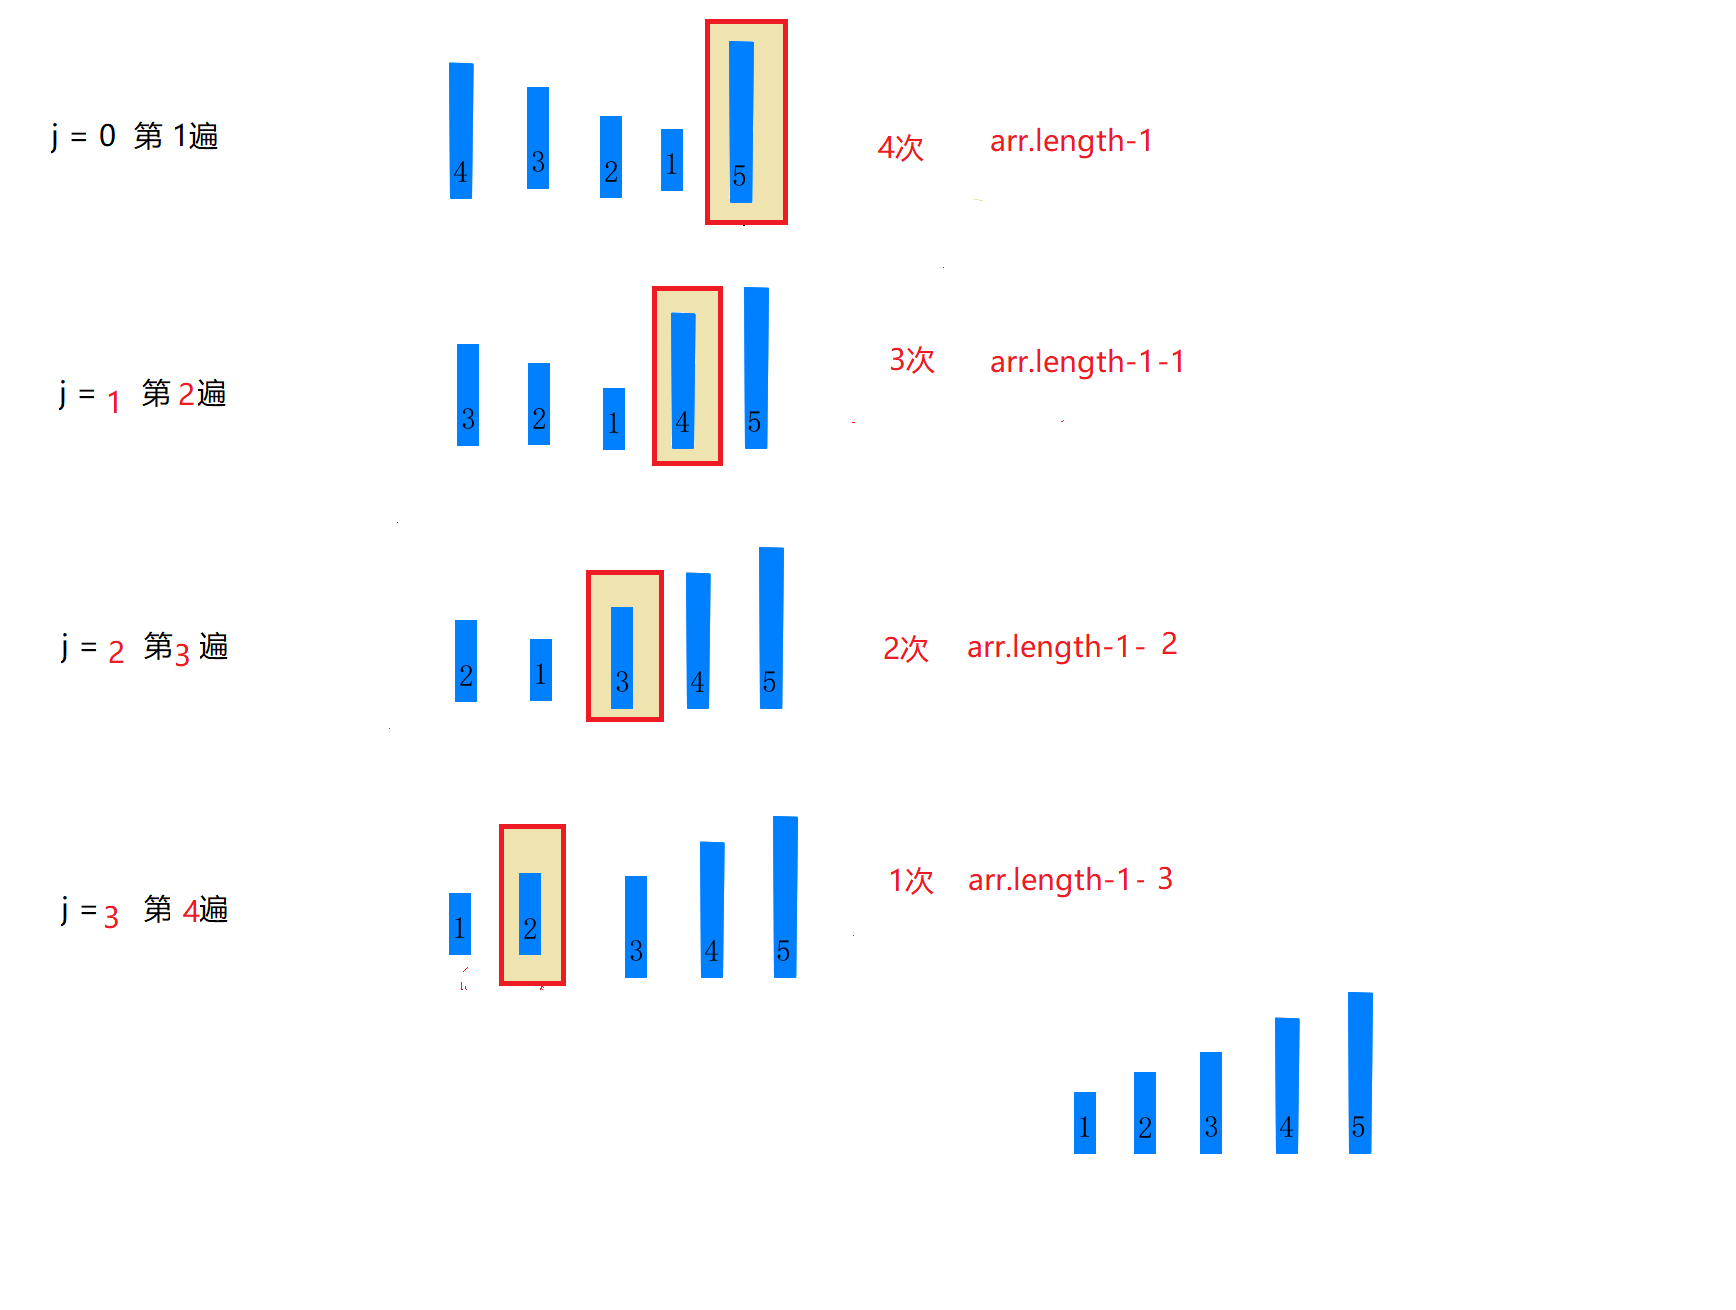 j = 0 第 1遍 4 3 2 1 5 4次 arr.length-1
j = 1 第 2遍 3 2 1 4 5 3次 arr.length-1-1
j = 2 第3 遍 2 1 3 4 5 2次 arr.length-1- 2
j = 3 第 4遍 1 2 3 4 5 1次 arr.length-1- 3
1 2 3 4 5